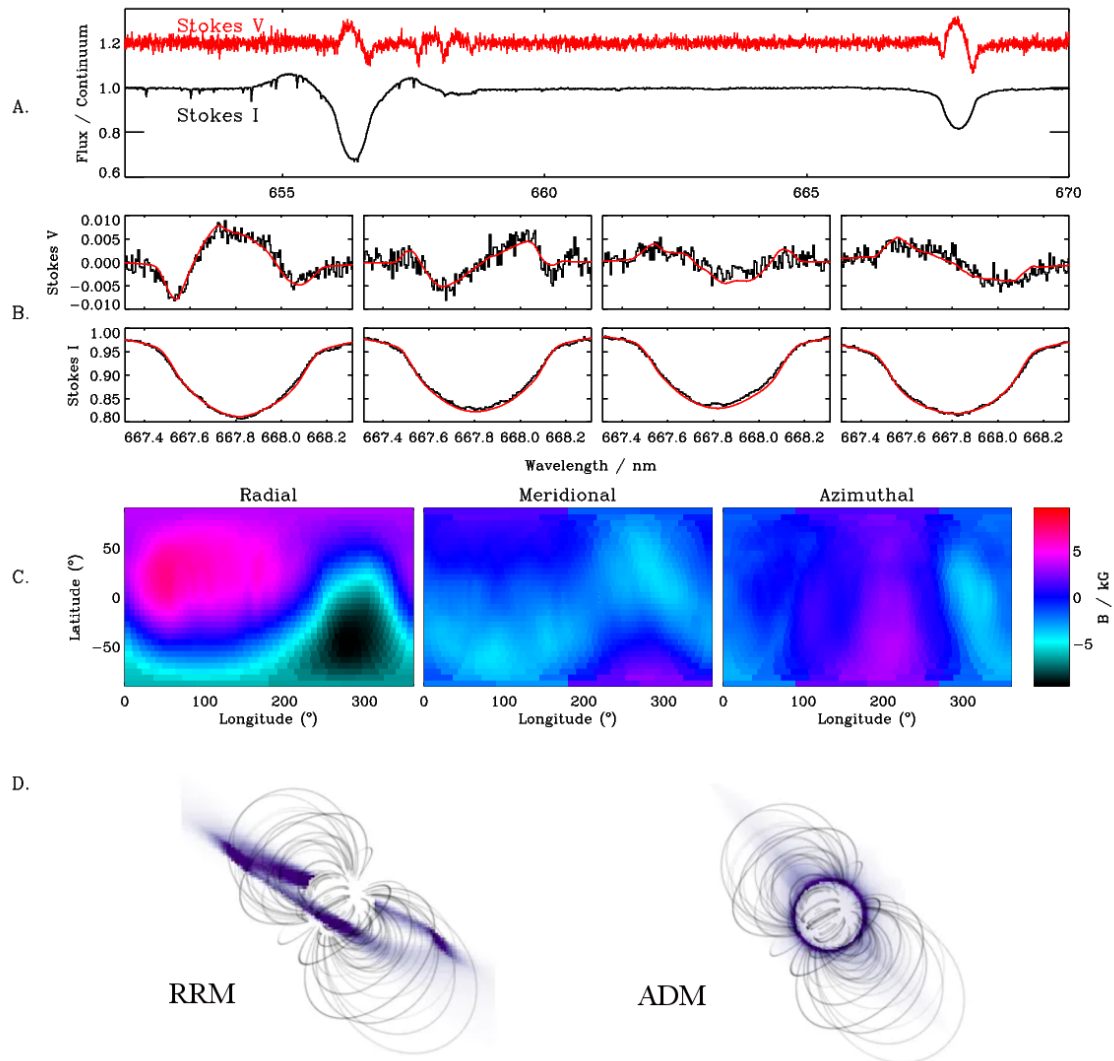 A.
Stokes V
Stokes I
Flux / Continuum
1.2
1.0
0.8
0.6
655
660
665
670
B.
Stokes V
0.010
0.005
0.000
−0.005
−0.010
Stokes I
1.00
0.95
0.90
0.85
0.80
667.4 667.6 667.8 668.0 668.2
667.4 667.6 667.8 668.0 668.2
667.4 667.6 667.8 668.0 668.2
667.4 667.6 667.8 668.0 668.2
Wavelength / nm
C.
Radial
Meridional
Azimuthal
Latitude (°)
50
0
−50
0 100 200 300
0 100 200 300
0 100 200 300
Longitude (°)
Longitude (°)
Longitude (°)
5
0
−5
B / kG
D.
RRM
ADM